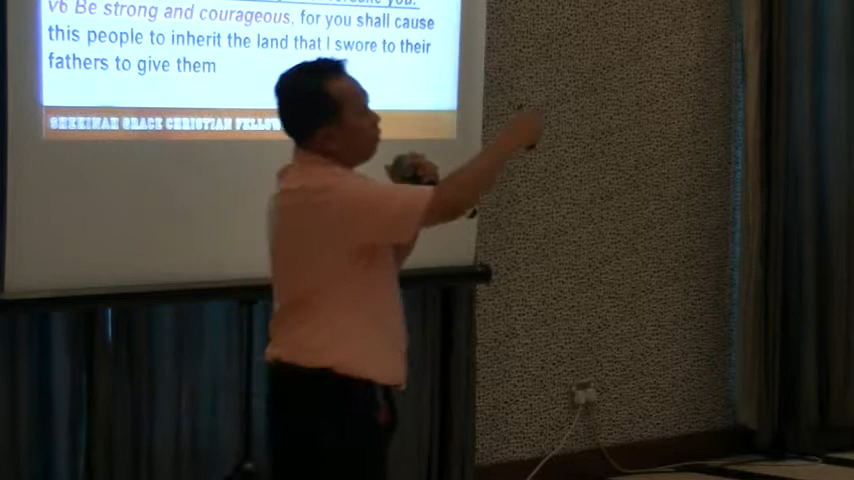 v6 Be strong and courageous, for you shall cause
this people to inherit the land that I swore to their
fathers to give them
SHEKINAH GRACE CHRISTIAN